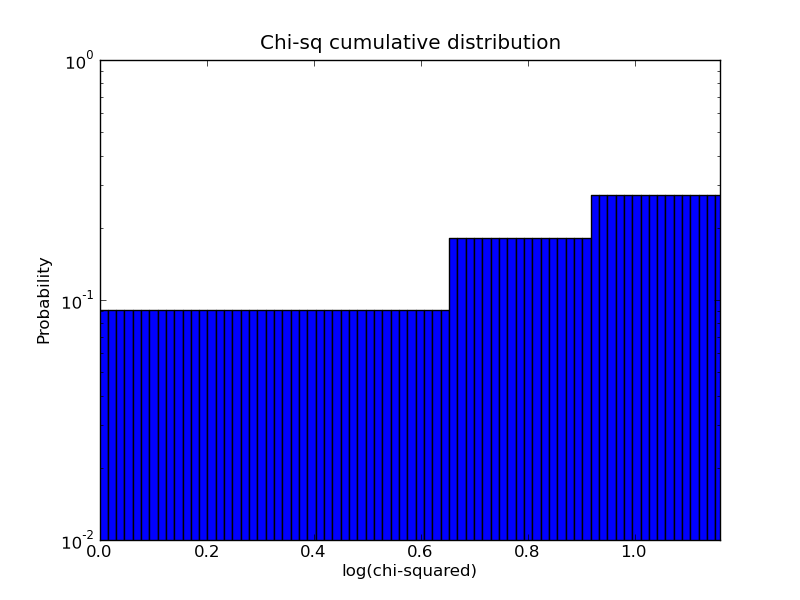 Chi-sq cumulative distribution
10^0
10^-1
10^-2
Probability
0.0 0.2 0.4 0.6 0.8 1.0
log(chi-squared)